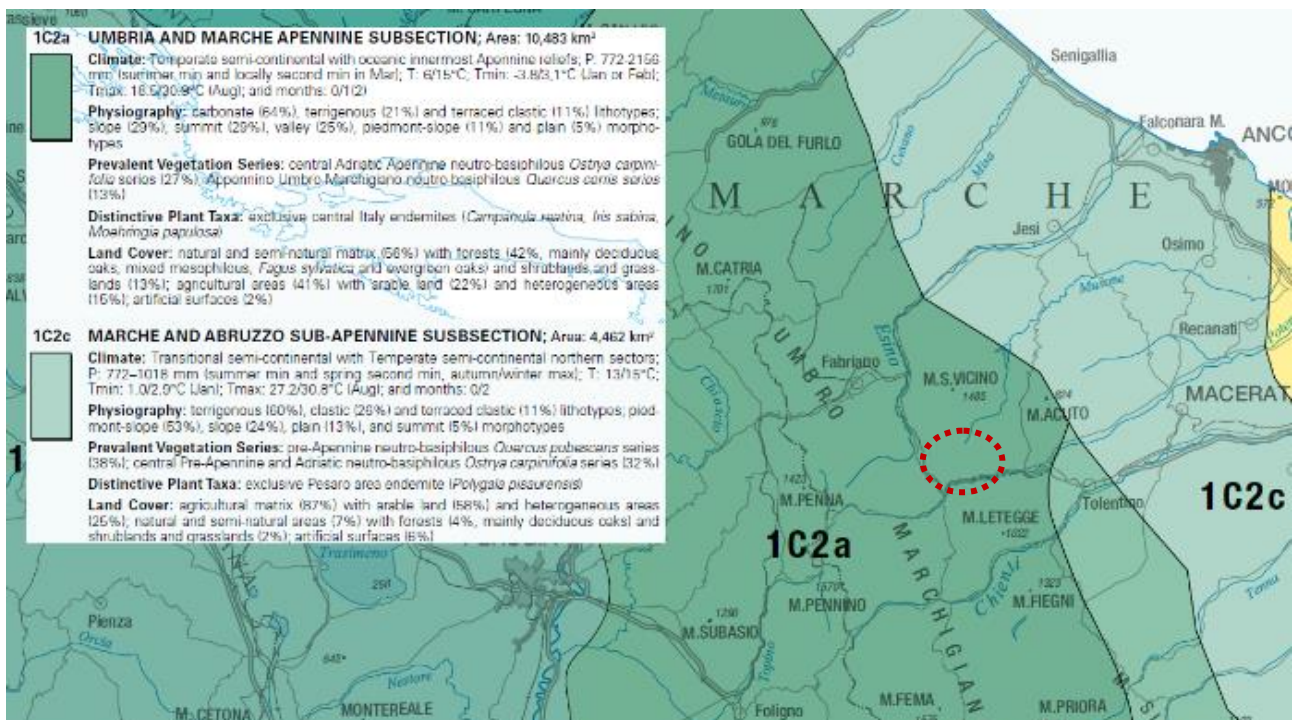 1C2a UMBRIA AND MARCHE APENNINE SUBSECTION; Area: 10,483 km²
Climate: Temperate semi-continental with oceanic innermost Apennine reliefs; P: 772-2156
mm (summer min and locally second min in Mar); T: 6/15°C; Tmin: -3.8/3,1°C (Jan or Feb);
Tmax: 18.5/30.9°C (Aug); arid months: 0/1(2)
Physiography: carbonate (64%), terrigenous (21%) and terraced clastic (11%) lithotypes;
slope (29%), summit (29%), valley (25%), piedmont-slope (11%) and plain (5%) morpho-
types
Prevalent Vegetation Series: central Adriatic Apennine neutro-basiphilous Ostrya carpini-
folia series (27%) Appennino Umbro Marchigiano neutro basiphilous Quercus cerris series
(13%)
Distinctive Plant Taxa: exclusive central Italy endemites (Campanula reatina, Iris sabina,
Moehringia papulosa)
Land Cover: natural and semi-natural matrix (56%) with forests (42%, mainly deciduous
oaks, mixed mesophilous, Fagus sylvatica and evergreen oaks) and shrublands and grass-
lands (13%); agricultural areas (41%) with arable land (22%) and heterogeneous areas
(15%); artificial surfaces (2%)
1C2c MARCHE AND ABRUZZO SUB-APENNINE SUSBSECTION; Area: 4,462 km²
Climate: Transitional semi-continental with Temperate semi-continental northern sectors;
P: 772–1018 mm (summer min and spring second min, autumn/winter max); T: 13/15°C;
Tmin: 1.0/2.9°C (Jan); Tmax: 27.2/30.8°C (Aug); arid months: 0/2
Physiography: terrigenous (60%), clastic (26%) and terraced clastic (11%) lithotypes; pied-
mont-slope (53%), slope (24%), plain (13%), and summit (5%) morphotypes
Prevalent Vegetation Series: pre-Apennine neutro-basiphilous Quercus pubescens series
(38%); central Pre-Apennine and Adriatic neutro-basiphilous Ostrya carpinifolia series (32%)
Distinctive Plant Taxa: exclusive Pesaro area endemite (Polygala pisaurensis)
Land Cover: agricultural matrix (87%) with arable land (58%) and heterogeneous areas
(25%); natural and semi-natural areas (7%) with forests (4%, mainly deciduous oaks) and
shrublands and grasslands (2%); artificial surfaces (6%)
Senigallia
Falconara M.
ANCO
GOLA DEL FURLO
Cesano
Misa
MARCHE
Jesi
Osimo
M.CATRIA
1701
Musone
Recanati
Esino
UMBRO
Fabriano
M.S.VICINO
M.ACUTO
MACERAT
Chiascio
M.PENNA
Tolentino
1C2c
M.LETEGGE
1C2a
MARCHIGIAN
Chienti
Trasimeno
M.PENNINO
1323
M.FIEGNI
Tenna
Pienza
1290
M.SUBASIO
Orcia
Topino
Nestore
M. CETONA
MONTEREALE
Foligno
M.FEMA
M.PRIORA